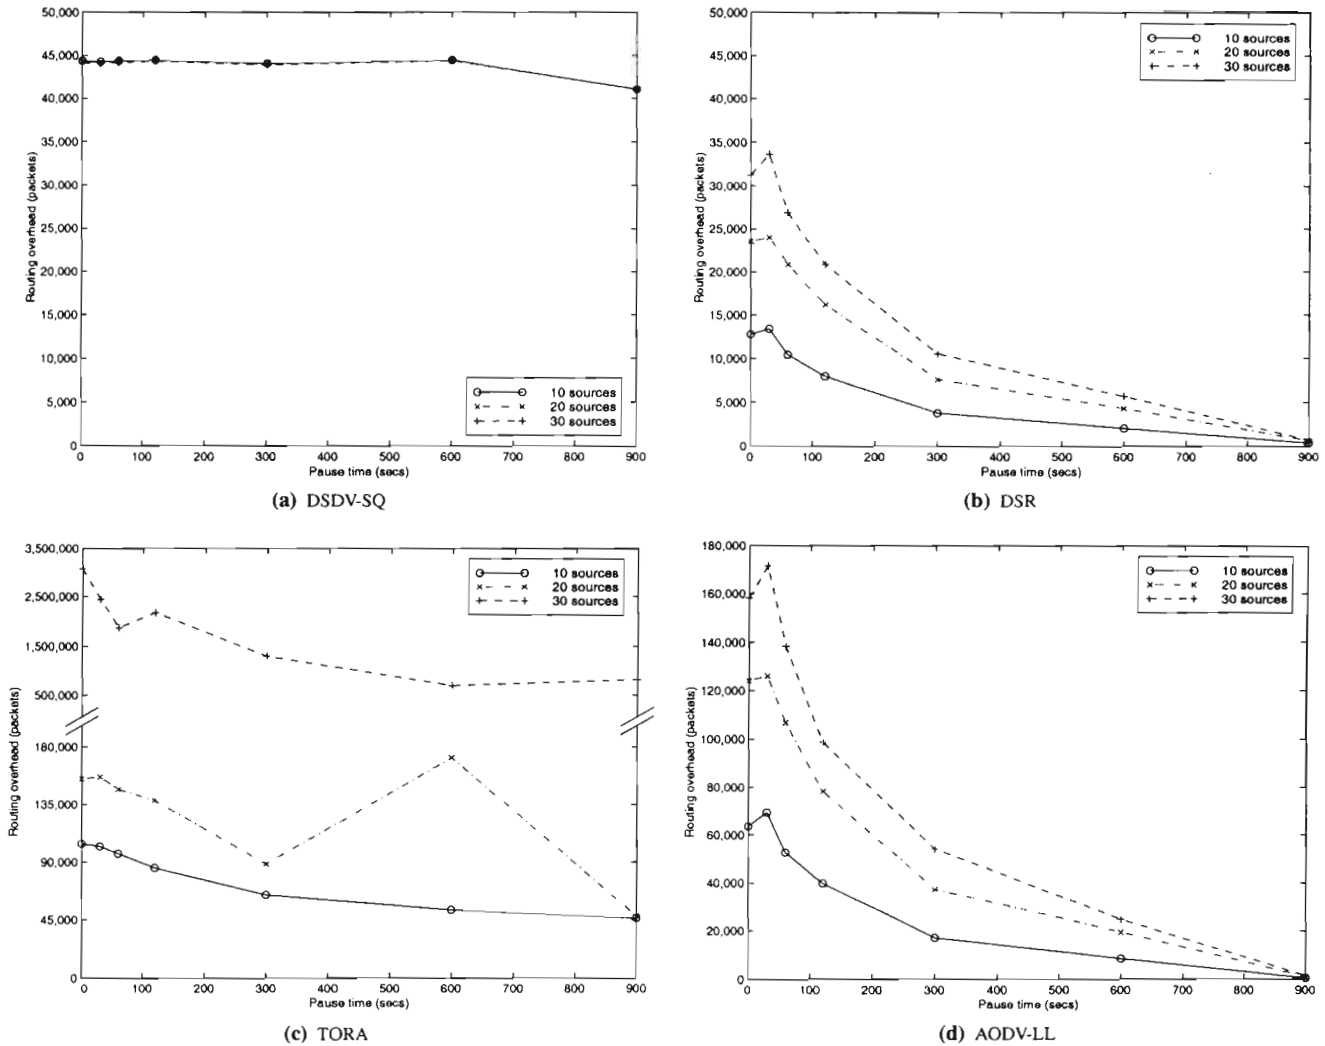 50,000
45,000
40,000
35,000
30,000
25,000
20,000
15,000
10,000
5,000
0
Routing overhead (packets)
10 sources
20 sources
30 sources
0 100 200 300 400 500 600 700 800 900
Pause time (secs)
(a) DSDV-SQ
50,000
45,000
40,000
35,000
30,000
25,000
20,000
15,000
10,000
5,000
0
Routing overhead (packets)
10 sources
20 sources
30 sources
0 100 200 300 400 500 600 700 800 900
Pause time (secs)
(b) DSR
3,500,000
2,500,000
1,500,000
500,000
180,000
135,000
90,000
45,000
0
Routing overhead (packets)
10 sources
20 sources
30 sources
0 100 200 300 400 500 600 700 800 900
Pause time (secs)
(c) TORA
180,000
160,000
140,000
120,000
100,000
80,000
60,000
40,000
20,000
0
Routing overhead (packets)
10 sources
20 sources
30 sources
0 100 200 300 400 500 600 700 800 900
Pause time (secs)
(d) AODV-LL